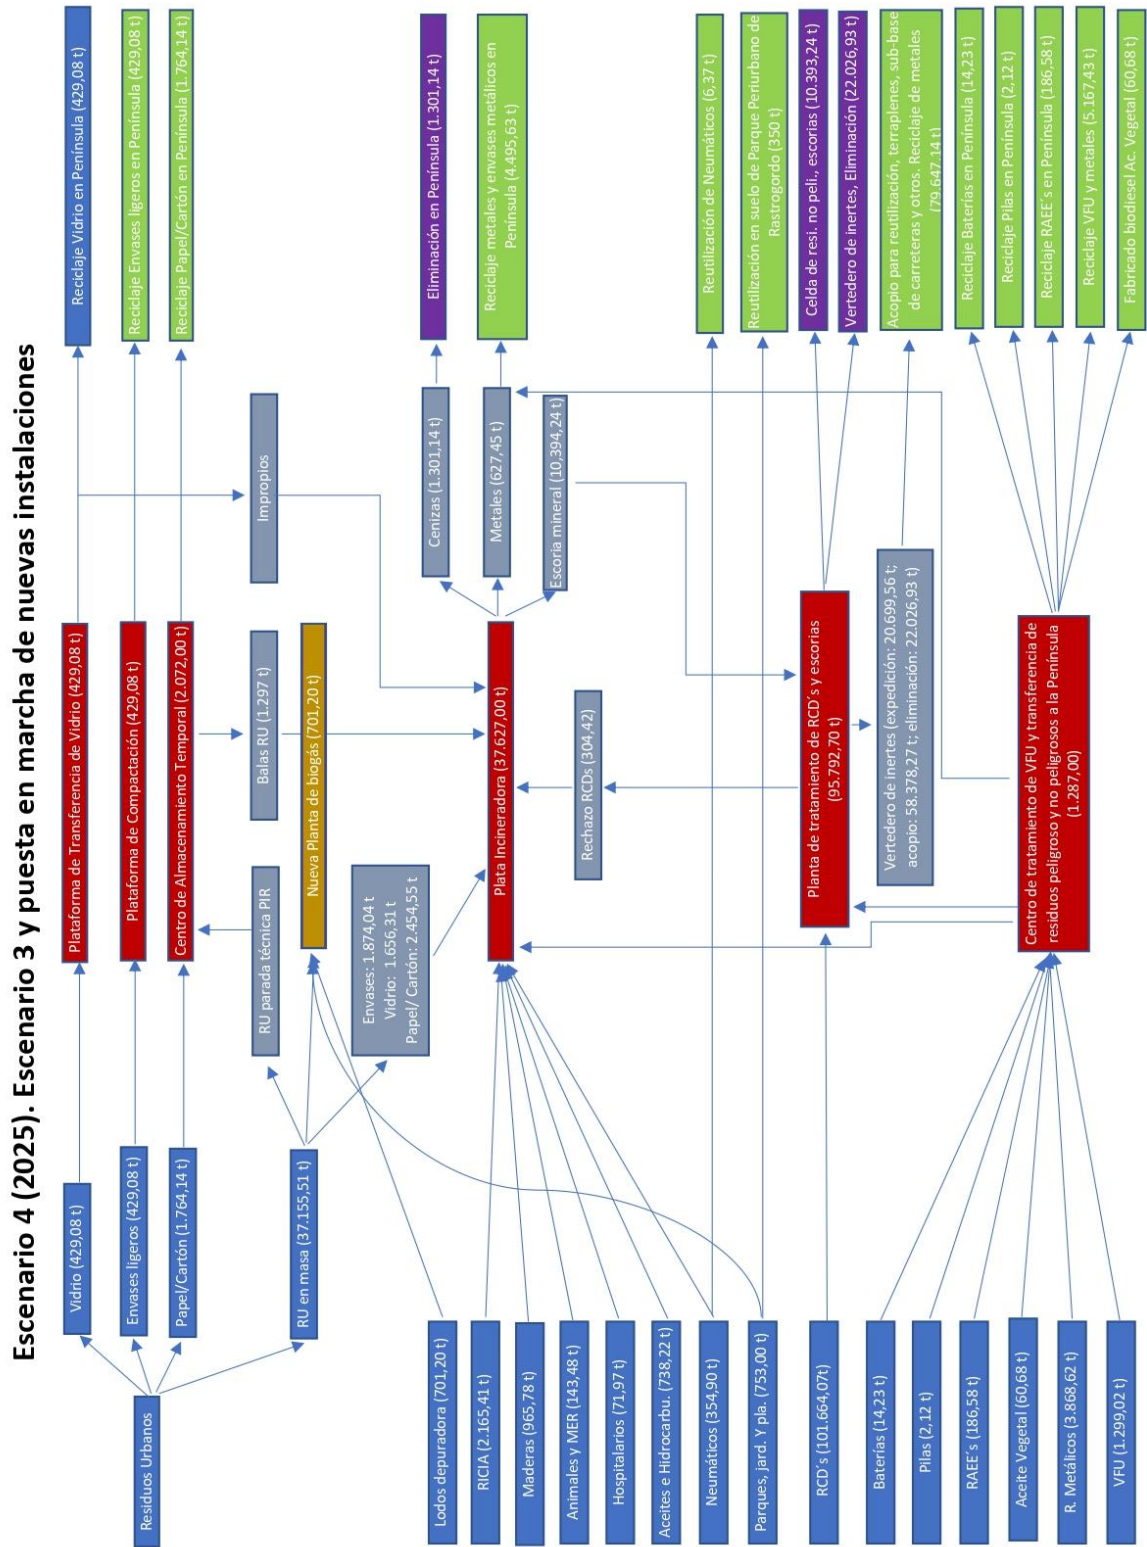 Escenario 4 (2025). Escenario 3 y puesta en marcha de nuevas instalaciones
Residuos Urbanos
Vidrio (429,08 t)
Envases ligeros (429,08 t)
Papel/Cartón (1.764,14 t)
RU en masa (37.155,51 t)
Lodos depuradora (701,20 t)
RICIA (2.165,41 t)
Maderas (965,78 t)
Animales y MER (143,48 t)
Hospitalarios (71,97 t)
Aceites e Hidrocarbu. (738,22 t)
Neumáticos (354,90 t)
Parques, jard. Y pla. (753,00 t)
RCD´s (101.664,07t)
Baterías (14,23 t)
Pilas (2,12 t)
RAEE´s (186,58 t)
Aceite Vegetal (60,68 t)
R. Metálicos (3.868,62 t)
VFU (1.299,02 t)
RU parada técnica PIR
Envases: 1.874,04 t
Vidrio: 1.656,31 t
Papel/ Cartón: 2.454,55 t
Plataforma de Transferencia de Vidrio (429,08 t)
Plataforma de Compactación (429,08 t)
Centro de Almacenamiento Temporal (2.072,00 t)
Balas RU (1.297 t)
Nueva Planta de biogás (701,20 t)
Plata Incineradora (37.627,00 t)
Rechazo RCDs (304,42)
Planta de tratamiento de RCD´s y escorias
(95.792,70 t)
Vertedero de inertes (expedición: 20.699,56 t;
acopio: 58.378,27 t; eliminación: 22.026,93 t)
Centro de tratamiento de VFU y transferencia de
residuos peligroso y no peligrosos a la Península
(1.287,00)
Impropios
Cenizas (1.301,14 t)
Metales (627,45 t)
Escoria mineral (10,394,24 t)
Reciclaje Vidrio en Península (429,08 t)
Reciclaje Envases ligeros en Península (429,08 t)
Reciclaje Papel/Cartón en Península (1.764,14 t)
Eliminación en Península (1.301,14 t)
Reciclaje metales y envases metálicos en
Península (4.495,63 t)
Reutilización de Neumáticos (6,37 t)
Reutilización en suelo de Parque Periurbano de
Rastrogordo (350 t)
Celda de resi. no peli., escorias (10.393,24 t)
Vertedero de inertes, Eliminación (22.026,93 t)
Acopio para reutilización, terraplenes, sub-base
de carreteras y otros. Reciclaje de metales
(79.647,14 t)
Reciclaje Baterías en Península (14,23 t)
Reciclaje Pilas en Península (2,12 t)
Reciclaje RAEE´s en Península (186,58 t)
Reciclaje VFU y metales (5.167,43 t)
Fabricado biodiesel Ac. Vegetal (60,68 t)